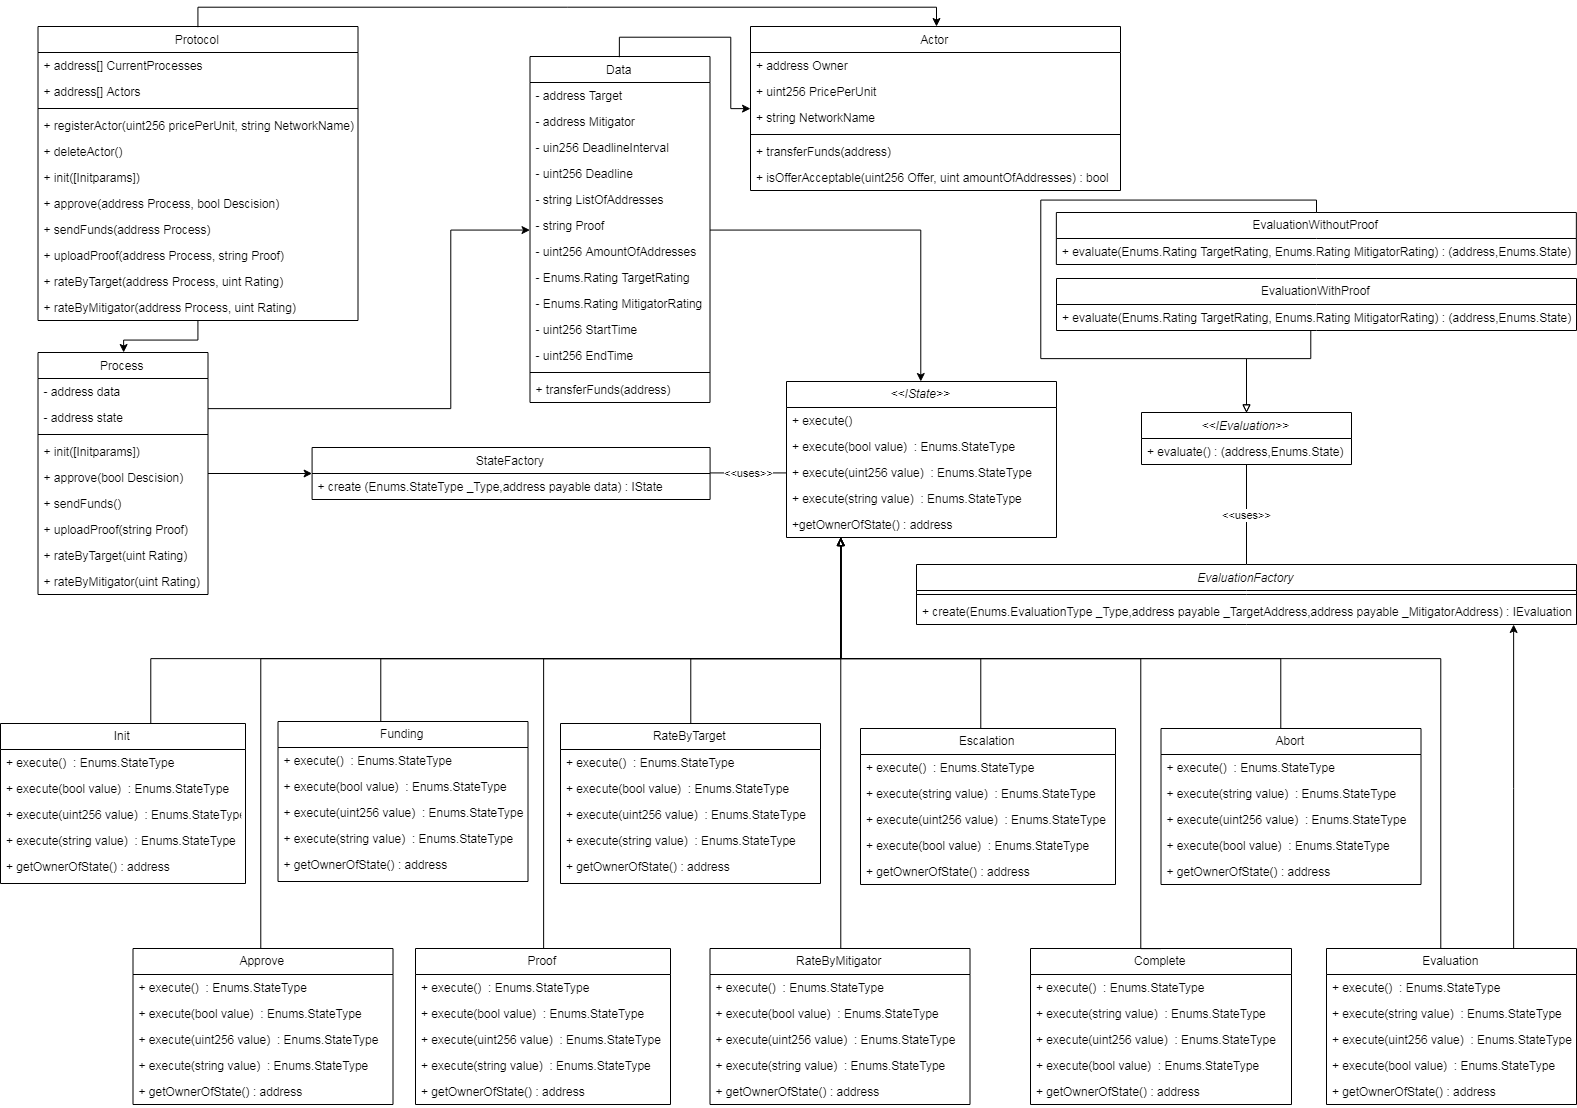 Protocol
+ address[] CurrentProcesses
+ address[] Actors
+ registerActor(uint256 pricePerUnit, string NetworkName)
+ deleteActor()
+ init([Initparams])
+ approve(address Process, bool Descision)
+ sendFunds(address Process)
+ uploadProof(address Process, string Proof)
+ rateByTarget(address Process, uint Rating)
+ rateByMitigator(address Process, uint Rating)
Data
- address Target
- address Mitigator
- uin256 DeadlineInterval
- uint256 Deadline
- string ListOfAddresses
- string Proof
- uint256 AmountOfAddresses
- Enums.Rating TargetRating
- Enums.Rating MitigatorRating
- uint256 StartTime
- uint256 EndTime
+ transferFunds(address)
Actor
+ address Owner
+ uint256 PricePerUnit
+ string NetworkName
+ transferFunds(address)
+ isOfferAcceptable(uint256 Offer, uint amountOfAddresses) : bool
EvaluationWithoutProof
+ evaluate(Enums.Rating TargetRating, Enums.Rating MitigatorRating) : (address,Enums.State)
EvaluationWithProof
+ evaluate(Enums.Rating TargetRating, Enums.Rating MitigatorRating) : (address,Enums.State)
Process
- address data
- address state
+ init([Initparams])
+ approve(bool Descision)
+ sendFunds()
+ uploadProof(string Proof)
+ rateByTarget(uint Rating)
+ rateByMitigator(uint Rating)
StateFactory
+ create (Enums.StateType _Type,address payable data) : IState
<<uses>>
<<IState>>
+ execute()
+ execute(bool value) : Enums.StateType
+ execute(uint256 value) : Enums.StateType
+ execute(string value) : Enums.StateType
+getOwnerOfState() : address
<<IEvaluation>>
+ evaluate() : (address,Enums.State)
<<uses>>
EvaluationFactory
+ create(Enums.EvaluationType _Type,address payable _TargetAddress,address payable _MitigatorAddress) : IEvaluation
Init
+ execute() : Enums.StateType
+ execute(bool value) : Enums.StateType
+ execute(uint256 value) : Enums.StateType
+ execute(string value) : Enums.StateType
+ getOwnerOfState() : address
Funding
+ execute() : Enums.StateType
+ execute(bool value) : Enums.StateType
+ execute(uint256 value) : Enums.StateType
+ execute(string value) : Enums.StateType
+ getOwnerOfState() : address
RateByTarget
+ execute() : Enums.StateType
+ execute(bool value) : Enums.StateType
+ execute(uint256 value) : Enums.StateType
+ execute(string value) : Enums.StateType
+ getOwnerOfState() : address
Escalation
+ execute() : Enums.StateType
+ execute(string value) : Enums.StateType
+ execute(uint256 value) : Enums.StateType
+ execute(bool value) : Enums.StateType
+ getOwnerOfState() : address
Abort
+ execute() : Enums.StateType
+ execute(string value) : Enums.StateType
+ execute(uint256 value) : Enums.StateType
+ execute(bool value) : Enums.StateType
+ getOwnerOfState() : address
Approve
+ execute() : Enums.StateType
+ execute(bool value) : Enums.StateType
+ execute(uint256 value) : Enums.StateType
+ execute(string value) : Enums.StateType
+ getOwnerOfState() : address
Proof
+ execute() : Enums.StateType
+ execute(bool value) : Enums.StateType
+ execute(uint256 value) : Enums.StateType
+ execute(string value) : Enums.StateType
+ getOwnerOfState() : address
RateByMitigator
+ execute() : Enums.StateType
+ execute(bool value) : Enums.StateType
+ execute(uint256 value) : Enums.StateType
+ execute(string value) : Enums.StateType
+ getOwnerOfState() : address
Complete
+ execute() : Enums.StateType
+ execute(string value) : Enums.StateType
+ execute(uint256 value) : Enums.StateType
+ execute(bool value) : Enums.StateType
+ getOwnerOfState() : address
Evaluation
+ execute() : Enums.StateType
+ execute(string value) : Enums.StateType
+ execute(uint256 value) : Enums.StateType
+ execute(bool value) : Enums.StateType
+ getOwnerOfState() : address